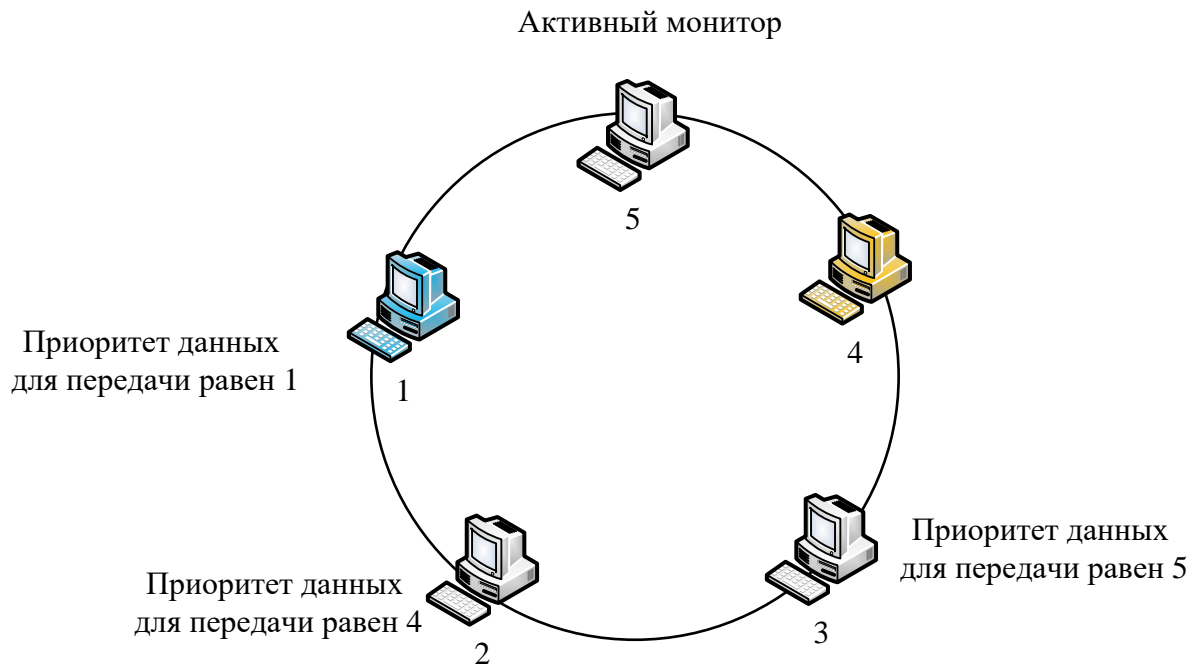 Активный монитор
5
4
Приоритет данных
для передачи равен 1
1
Приоритет данных
для передачи равен 5
Приоритет данных
для передачи равен 4
3
2